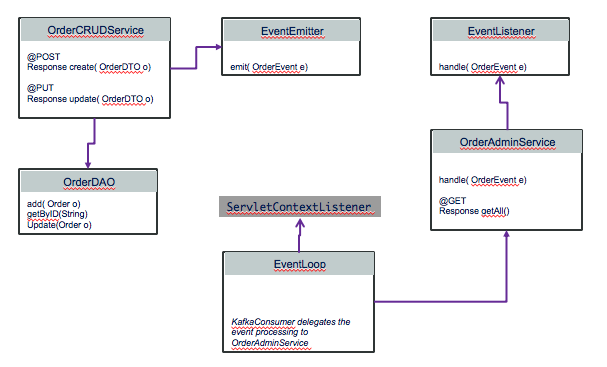 OrderCRUDService
@POST
Response create( OrderDTO o)
@PUT
Response update( OrderDTO o)
EventEmitter
emit( OrderEvent e)
EventListener
handle( OrderEvent e)
OrderAdminService
handle( OrderEvent e)
@GET
Response getAll()
OrderDAO
add( Order o)
getByID(String)
Update(Order o)
ServletContextListener
EventLoop
KafkaConsumer delegates the
event processing to
OrderAdminService